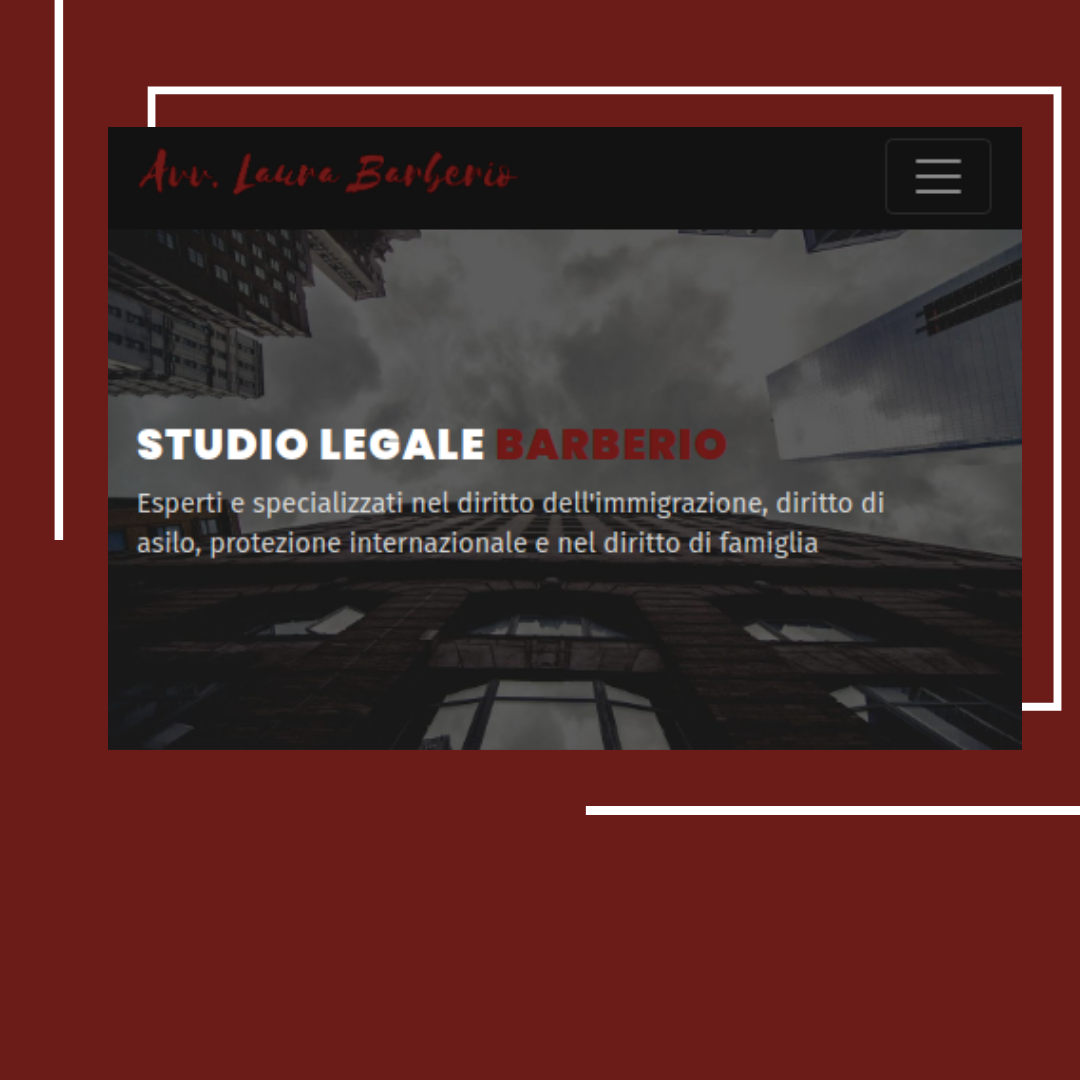 Avv. Laura Barberio
STUDIO LEGALE BARBERIO
Esperti e specializzati nel diritto dell'immigrazione, diritto di
asilo, protezione internazionale e nel diritto di famiglia